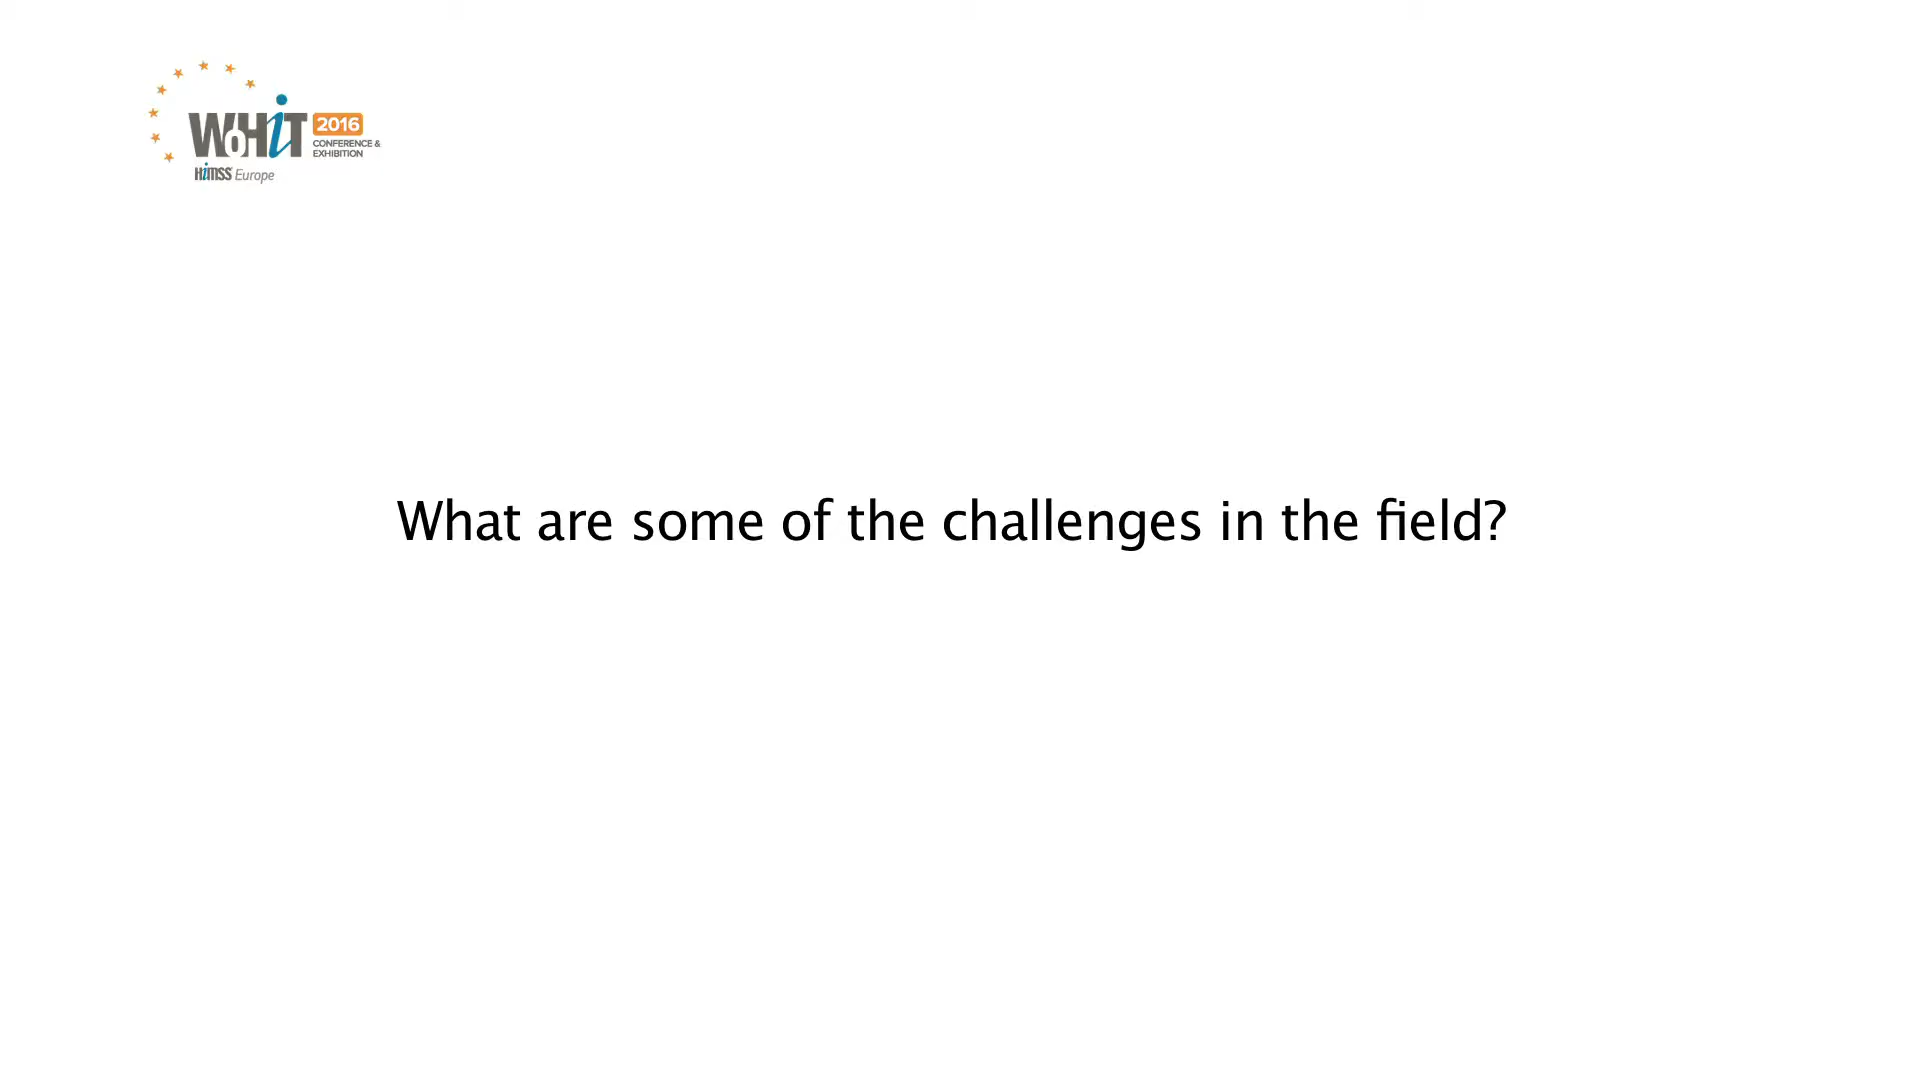 WoHiT 2016
CONFERENCE &
EXHIBITION
HiMSS Europe
What are some of the challenges in the field?